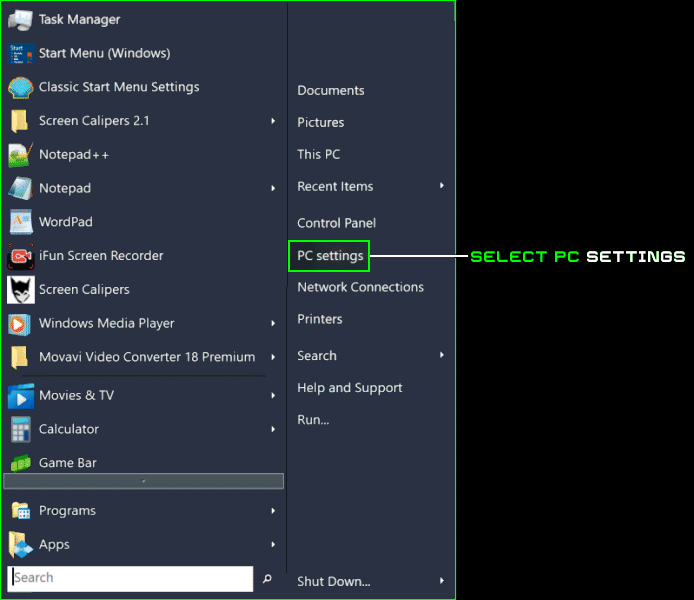 Task Manager
Start Menu (Windows)
Classic Start Menu Settings
Screen Calipers 2.1
Notepad++
Notepad
WordPad
iFun Screen Recorder
Screen Calipers
Windows Media Player
Movavi Video Converter 18 Premium
Movies & TV
Calculator
Game Bar
Programs
Apps
Search
Documents
Pictures
This PC
Recent Items
Control Panel
PC settings
Network Connections
Printers
Search
Help and Support
Run...
Shut Down...
SELECT PC SETTINGS